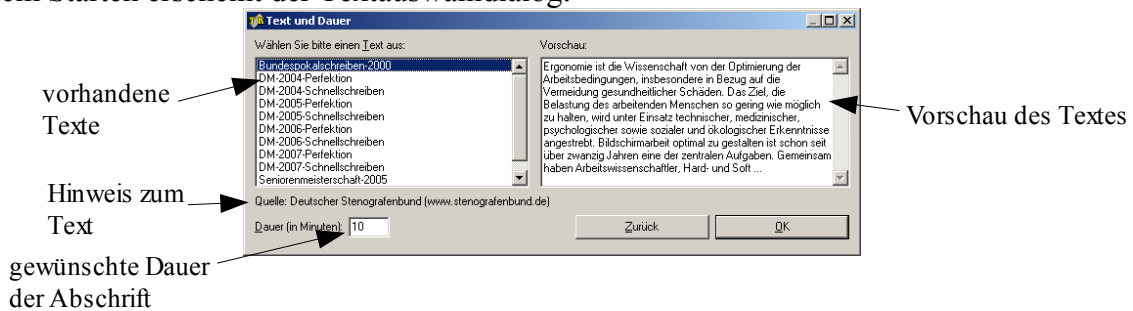 Text und Dauer
Wählen Sie bitte einen Text aus:
Bundespokalschreiben-2000
DM-2004-Perfektion
DM-2004-Schnellschreiben
DM-2005-Perfektion
DM-2005-Schnellschreiben
DM-2006-Perfektion
DM-2006-Schnellschreiben
DM-2007-Perfektion
DM-2007-Schnellschreiben
Seniorenmeisterschaft-2005
Vorschau:
Ergonomie ist die Wissenschaft von der Optimierung der
Arbeitsbedingungen, insbesondere in Bezug auf die
Vermeidung gesundheitlicher Schäden. Das Ziel, die
Belastung des arbeitenden Menschen so gering wie möglich
zu halten, wird unter Einsatz technischer, medizinischer,
psychologischer sowie sozialer und ökologischer Erkenntnisse
angestrebt. Bildschirmarbeit optimal zu gestalten ist schon seit
über zwanzig Jahren eine der zentralen Aufgaben. Gemeinsam
haben Arbeitswissenschaftler, Hard- und Soft ...
Quelle: Deutscher Stenografenbund (www.stenografenbund.de)
Dauer (in Minuten): 10
Zurück
OK
vorhandene
Texte
Hinweis zum
Text
gewünschte Dauer
der Abschrift
Vorschau des Textes